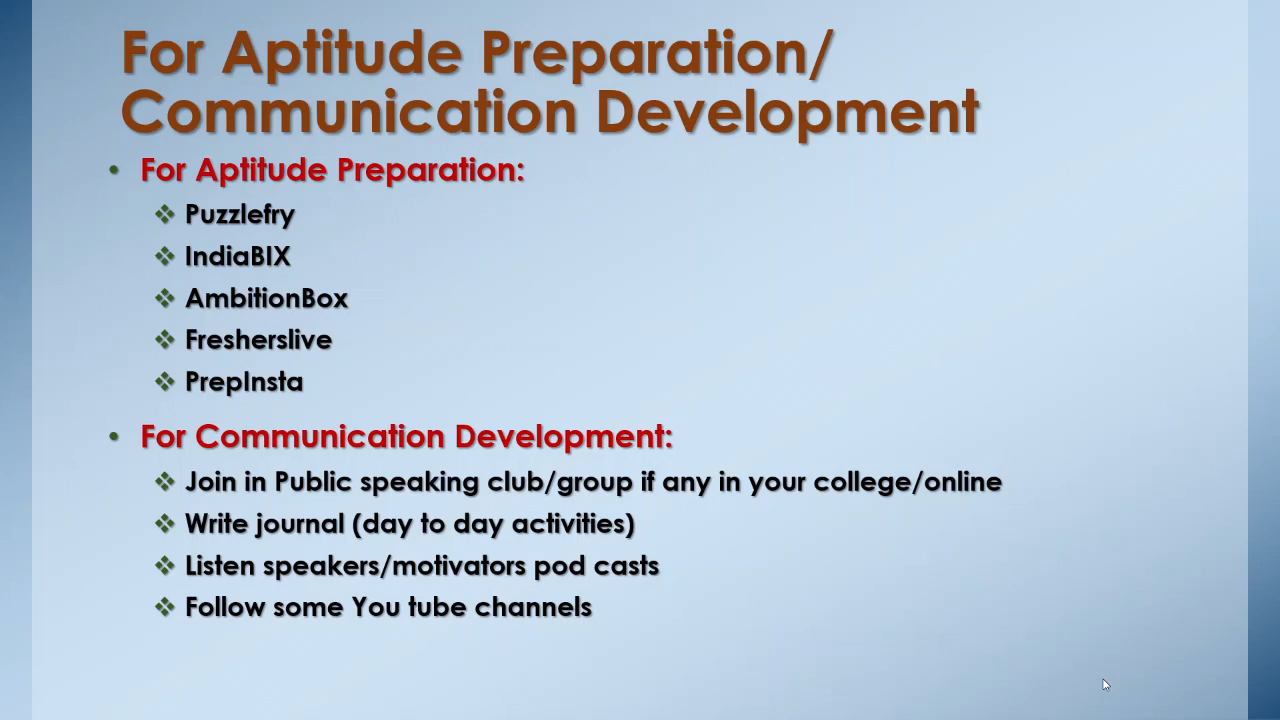 For Aptitude Preparation/
Communication Development
• For Aptitude Preparation:
❖ Puzzlefry
❖ IndiaBIX
❖ AmbitionBox
❖ Fresherslive
❖ PrepInsta
• For Communication Development:
❖ Join in Public speaking club/group if any in your college/online
❖ Write journal (day to day activities)
❖ Listen speakers/motivators pod casts
❖ Follow some You tube channels